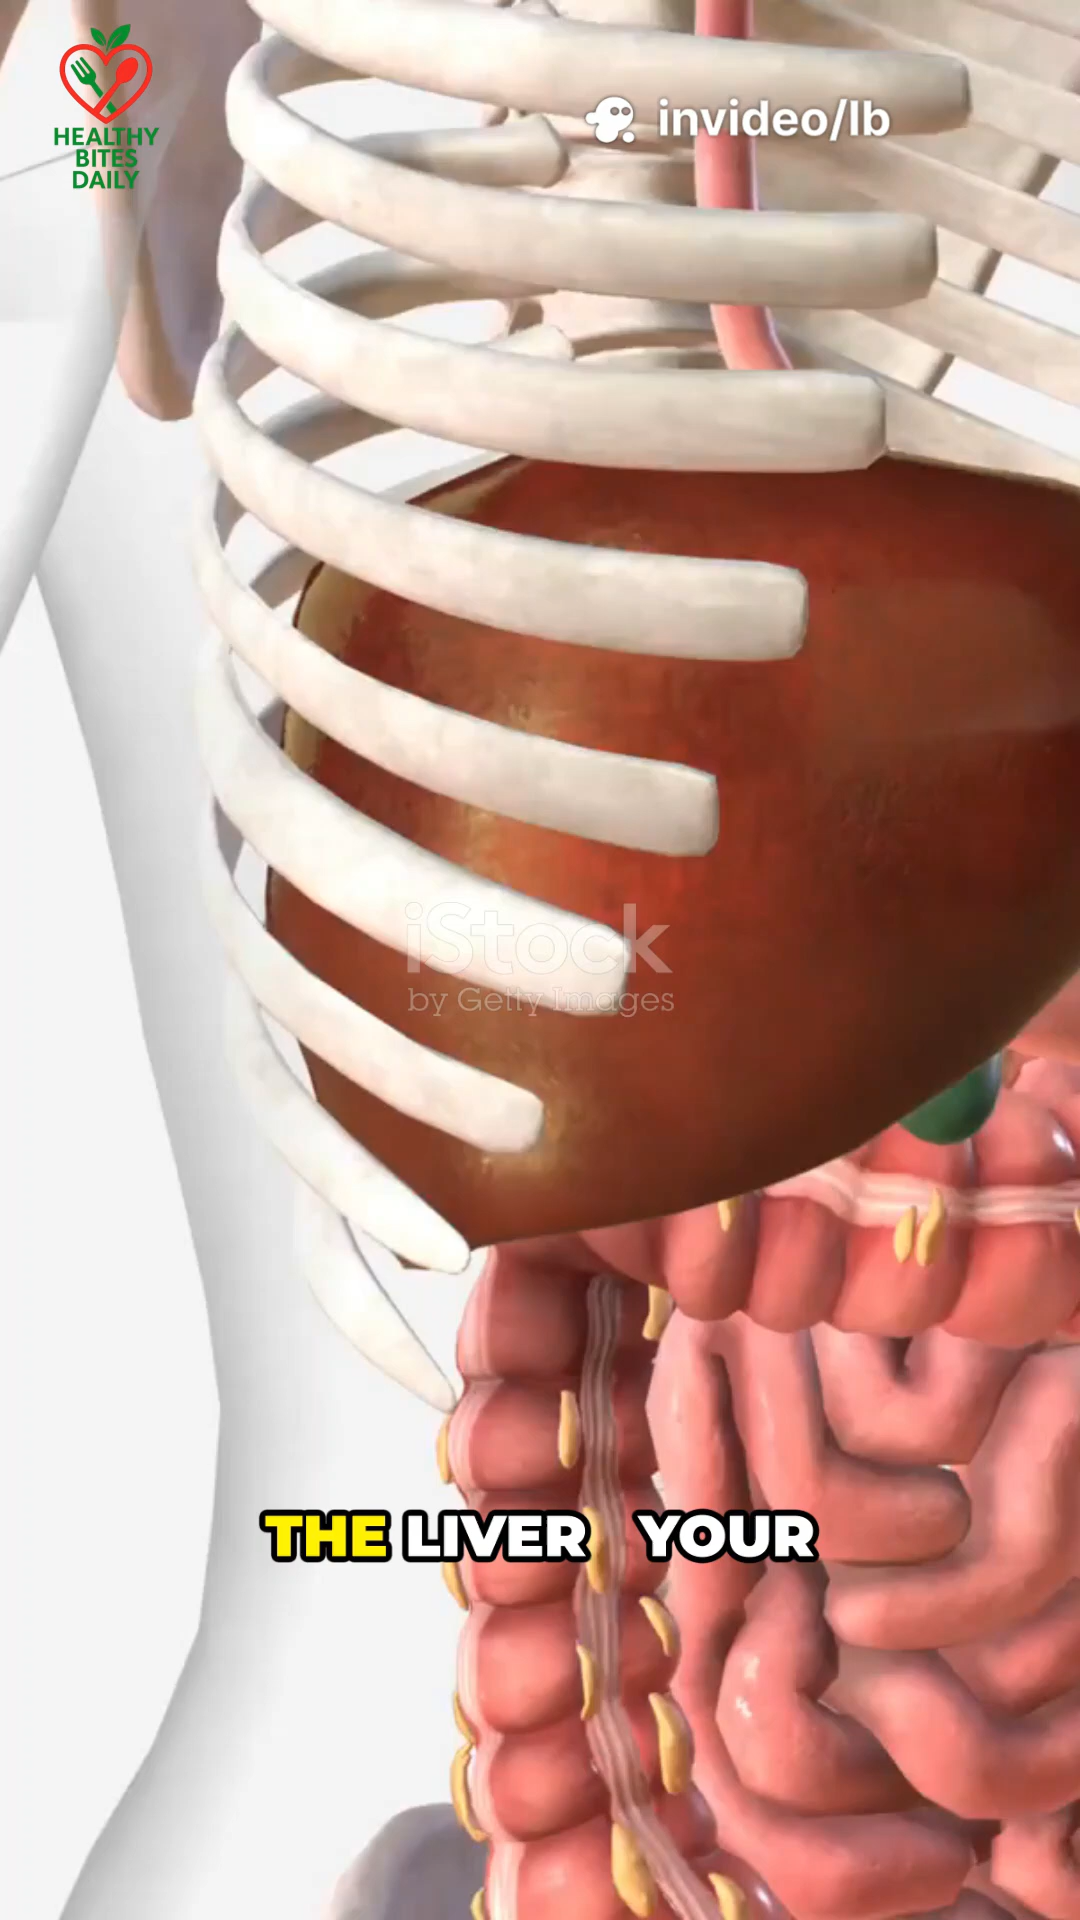 HEALTHY
BITES
DAILY
invideo/lb
iStock
by Getty Images
THE LIVER YOUR